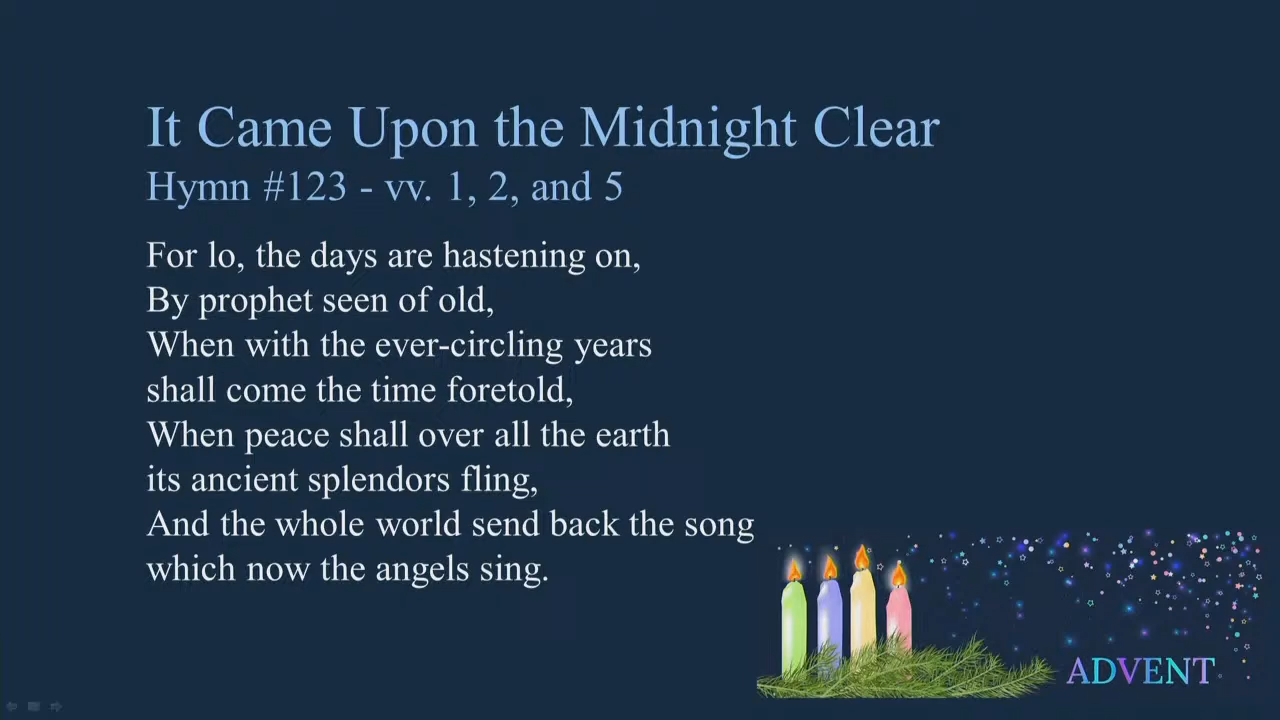 It Came Upon the Midnight Clear
Hymn #123 - vv. 1, 2, and 5
For lo, the days are hastening on,
By prophet seen of old,
When with the ever-circling years
shall come the time foretold,
When peace shall over all the earth
its ancient splendors fling,
And the whole world send back the song
which now the angels sing.
ADVENT